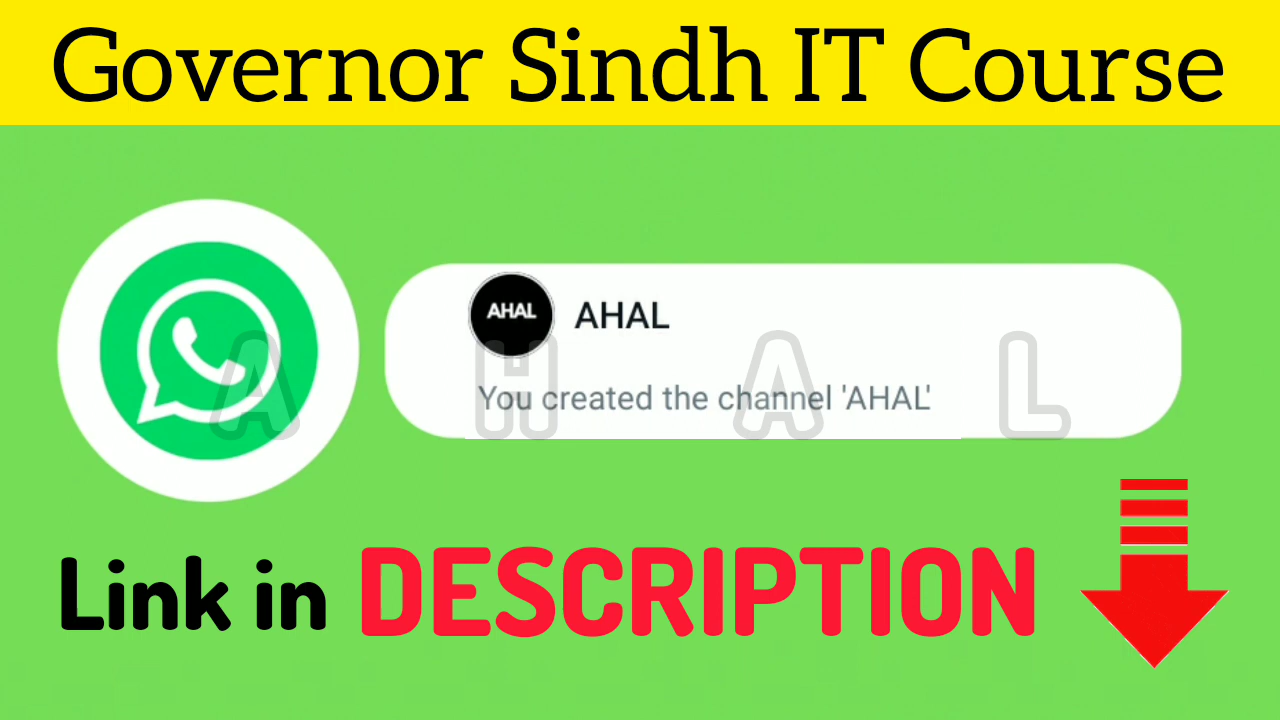 Governor Sindh IT Course
AHAL AHAL
You created the channel 'AHAL'
A H A L
Link in DESCRIPTION